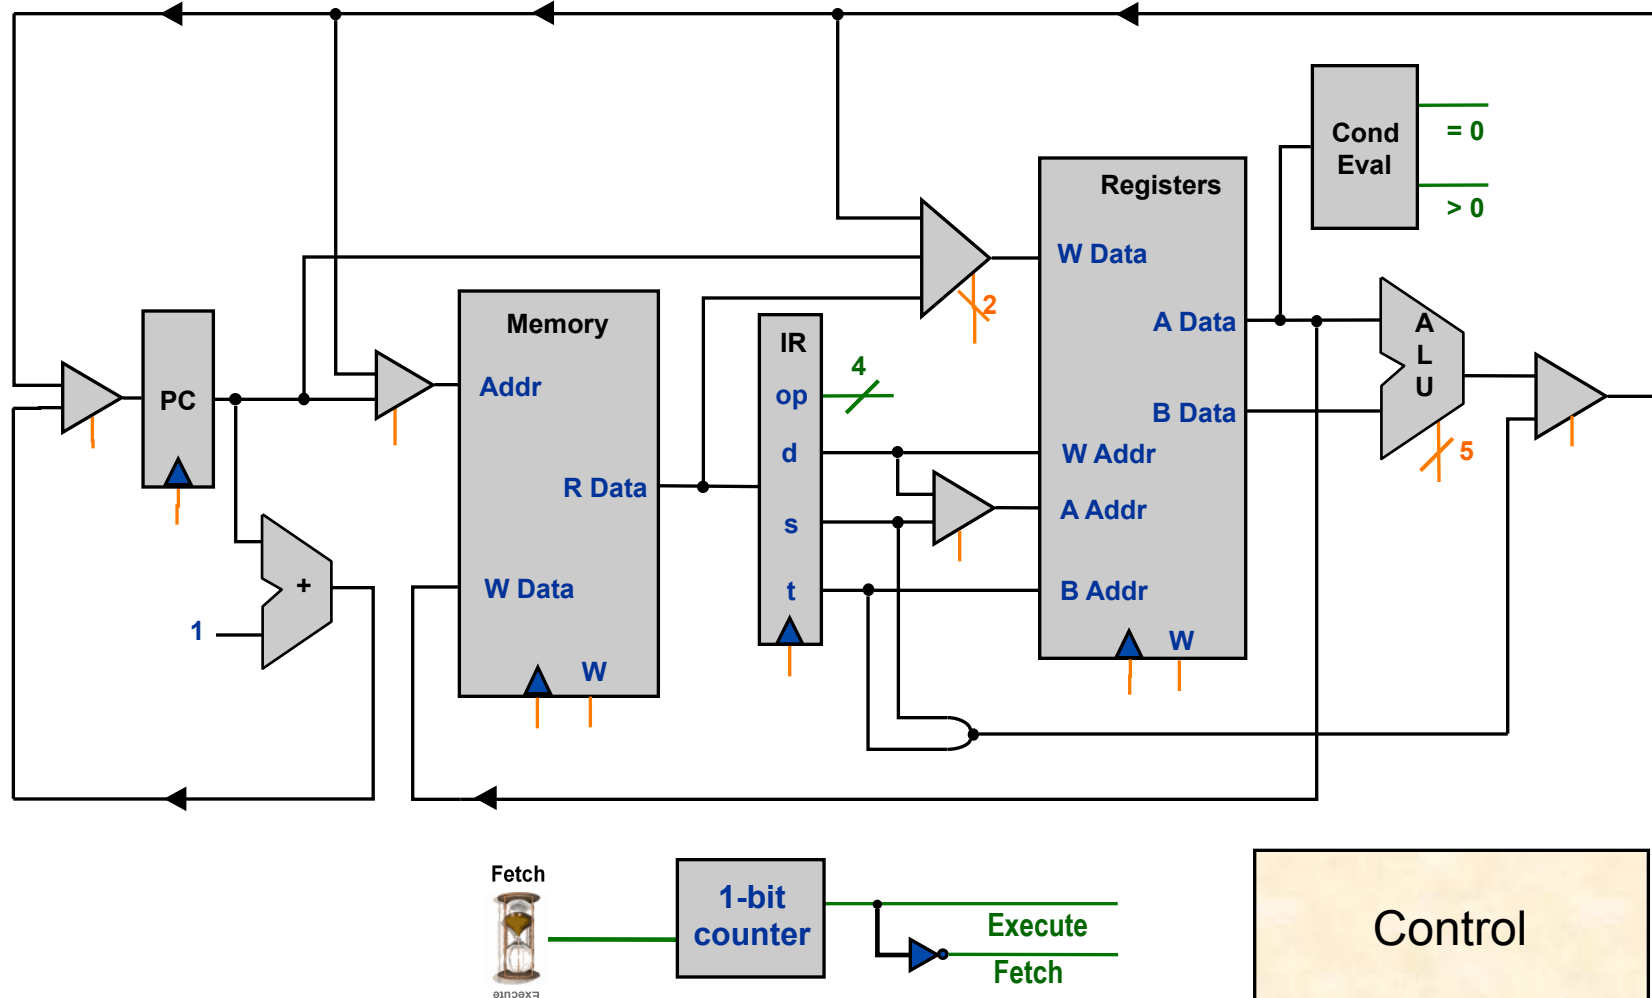 Cond
Eval
= 0
> 0
Registers
W Data
A Data
B Data
W Addr
A Addr
B Addr
W
2
Memory
Addr
R Data
W Data
W
IR
op
d
s
t
4
A
L
U
5
PC
+
1
Fetch
Execute
1-bit
counter
Execute
Fetch
Control